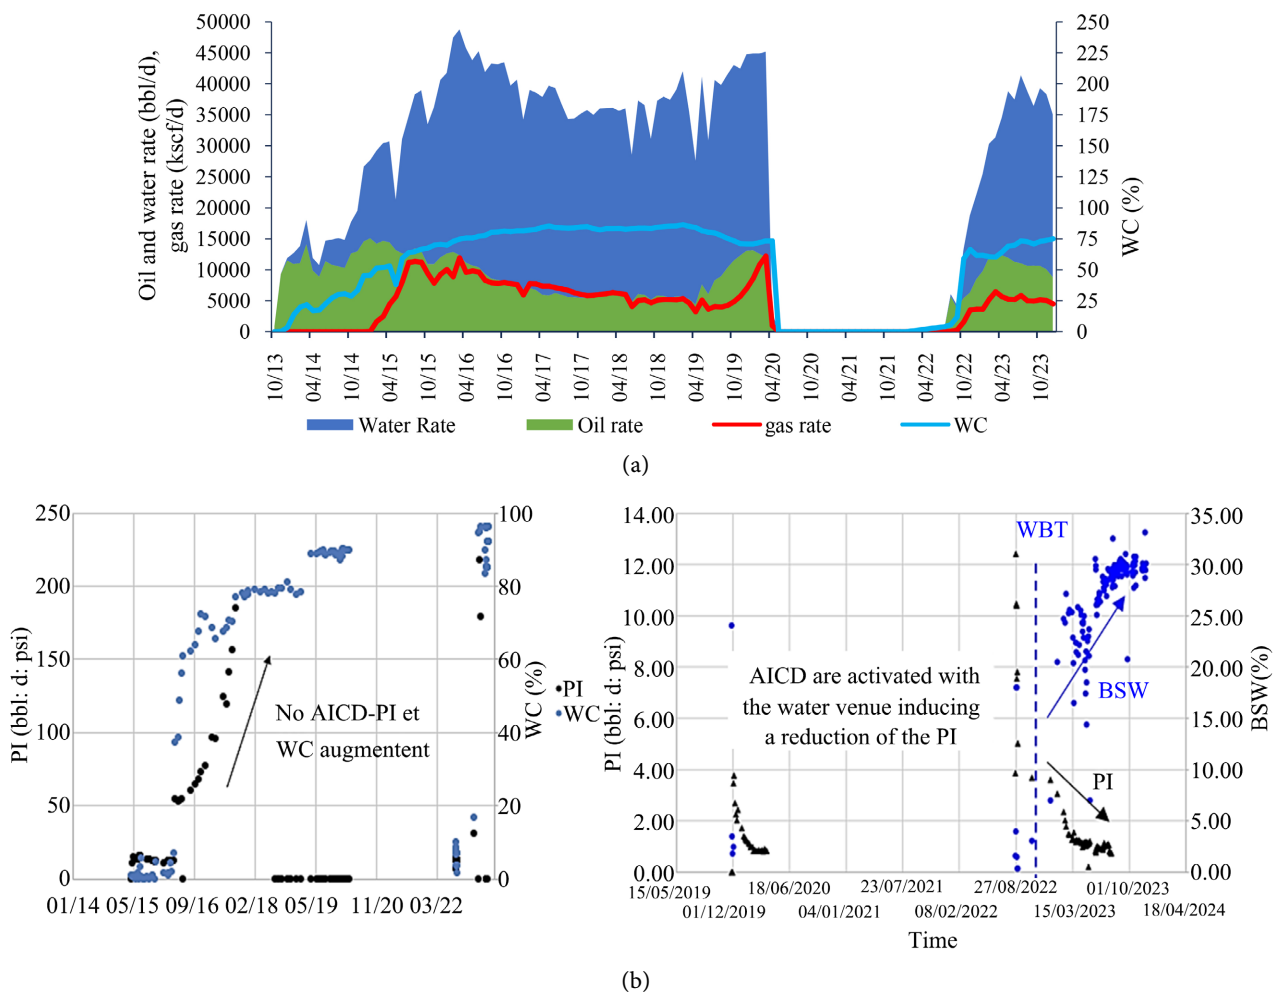 Oil and water rate (bbl/d),
gas rate (kscf/d)
50000
45000
40000
35000
30000
25000
20000
15000
10000
5000
0
250
225
200
175
150
125
100
75
50
25
0
WC (%)
10/13
04/14
10/14
04/15
10/15
04/16
10/16
04/17
10/17
04/18
10/18
04/19
10/19
04/20
10/20
04/21
10/21
04/22
10/22
04/23
10/23
Water Rate
Oil rate
gas rate
WC
(a)
PI (bbl: d: psi)
250
200
150
100
50
0
100
80
60
40
20
0
WC (%)
PI
WC
No AICD-PI et
WC augmentent
01/14 05/15 09/16 02/18 05/19 11/20 03/22
PI (bbl: d: psi)
14.00
12.00
10.00
8.00
6.00
4.00
2.00
0.00
35.00
30.00
25.00
20.00
15.00
10.00
5.00
0.00
BSW(%)
WBT
AICD are activated with
the water venue inducing
a reduction of the PI
BSW
PI
15/05/2019 18/06/2020 23/07/2021 27/08/2022 01/10/2023
01/12/2019 04/01/2021 08/02/2022 15/03/2023 18/04/2024
Time
(b)